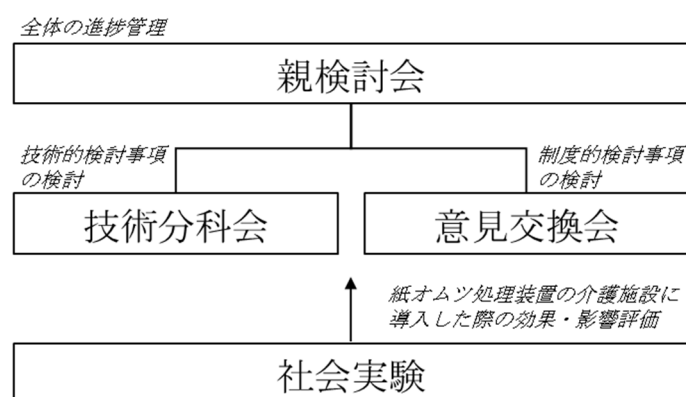 全体の進捗管理
親検討会
技術的検討事項
の検討
制度的検討事項
の検討
技術分科会
意見交換会
紙オムツ処理装置の介護施設に
導入した際の効果・影響評価
社会実験